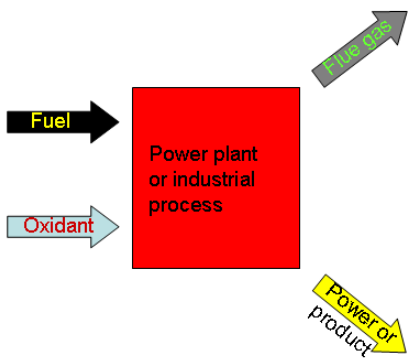 Flue gas
Fuel
Power plant
or industrial
process
Oxidant
Power or
product